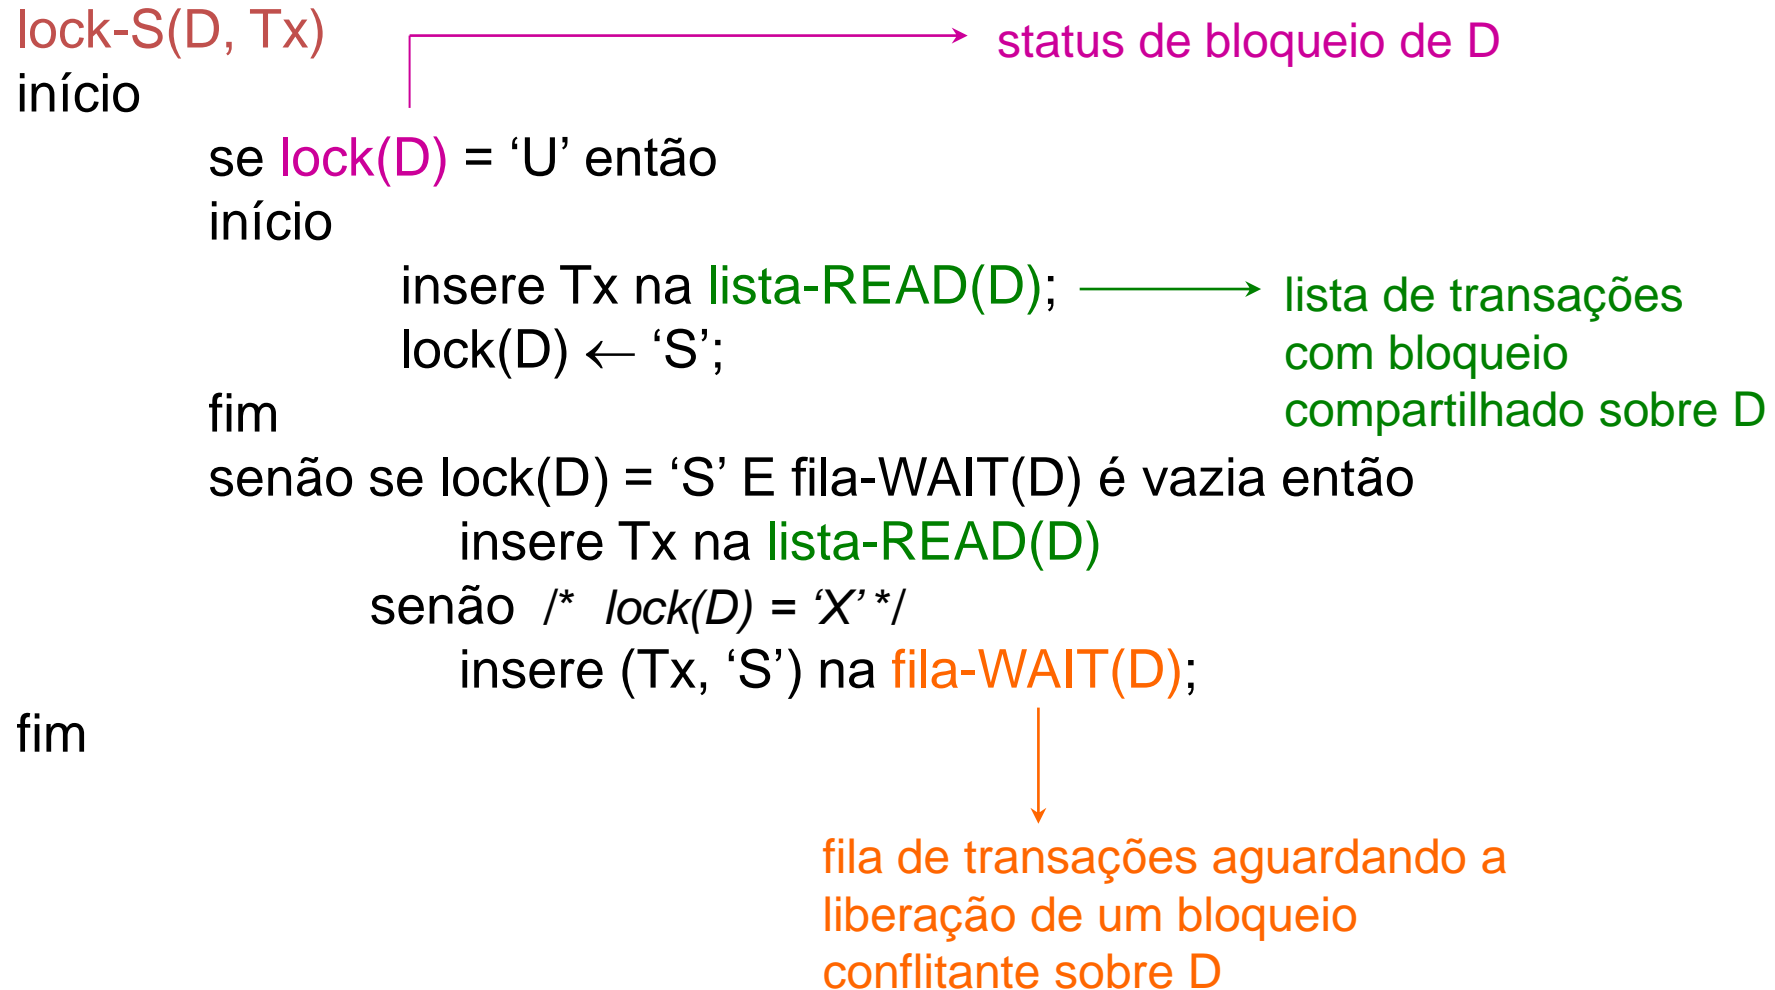 lock-S(D, Tx)
status de bloqueio de D
início
se lock(D) = ‘U’ então
início
insere Tx na lista-READ(D);
lista de transações
lock(D) ← ‘S’;
com bloqueio
fim
compartilhado sobre D
senão se lock(D) = ‘S’ E fila-WAIT(D) é vazia então
insere Tx na lista-READ(D)
senão /* lock(D) = ‘X’ */
insere (Tx, ‘S’) na fila-WAIT(D);
fim
fila de transações aguardando a
liberação de um bloqueio
conflitante sobre D